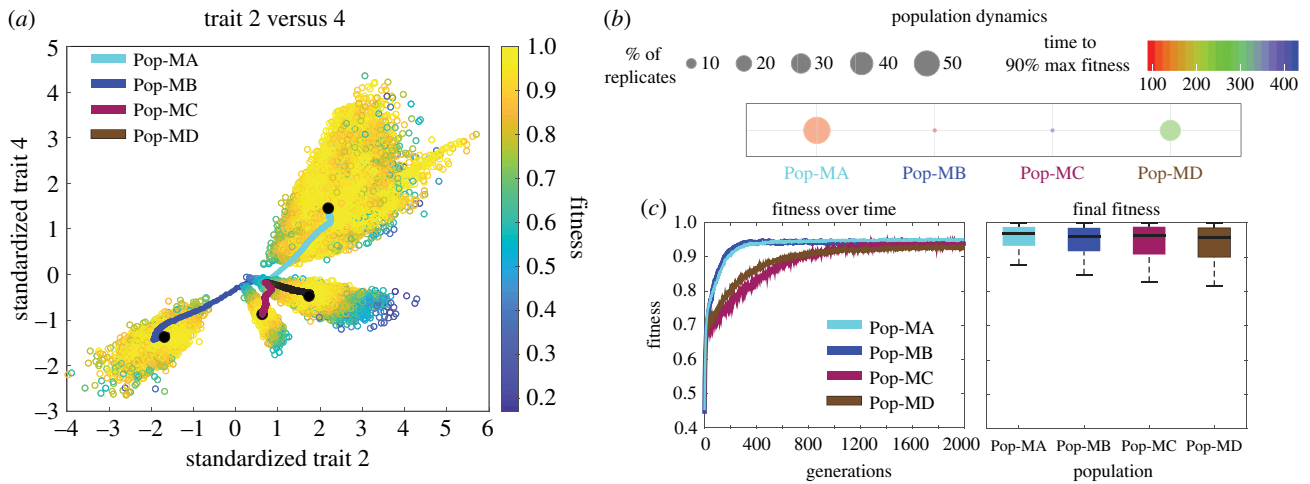 (a)
trait 2 versus 4
standardized trait 4
5
4
3
2
1
0
−1
−2
−3
−4 −3 −2 −1 0 1 2 3 4 5 6
standardized trait 2
Pop-MA
Pop-MB
Pop-MC
Pop-MD
1.0
0.9
0.8
0.7
0.6
0.5
0.4
0.3
0.2
fitness
(b)
population dynamics
% of
replicates
10 20 30 40 50
time to
90% max fitness
100 200 300 400
Pop-MA Pop-MB Pop-MC Pop-MD
(c)
fitness over time
fitness
1.0
0.9
0.8
0.7
0.9
0.5
0.4
0 400 800 1200 1600 2000
generations
Pop-MA
Pop-MB
Pop-MC
Pop-MD
final fitness
Pop-MA Pop-MB Pop-MC Pop-MD
population